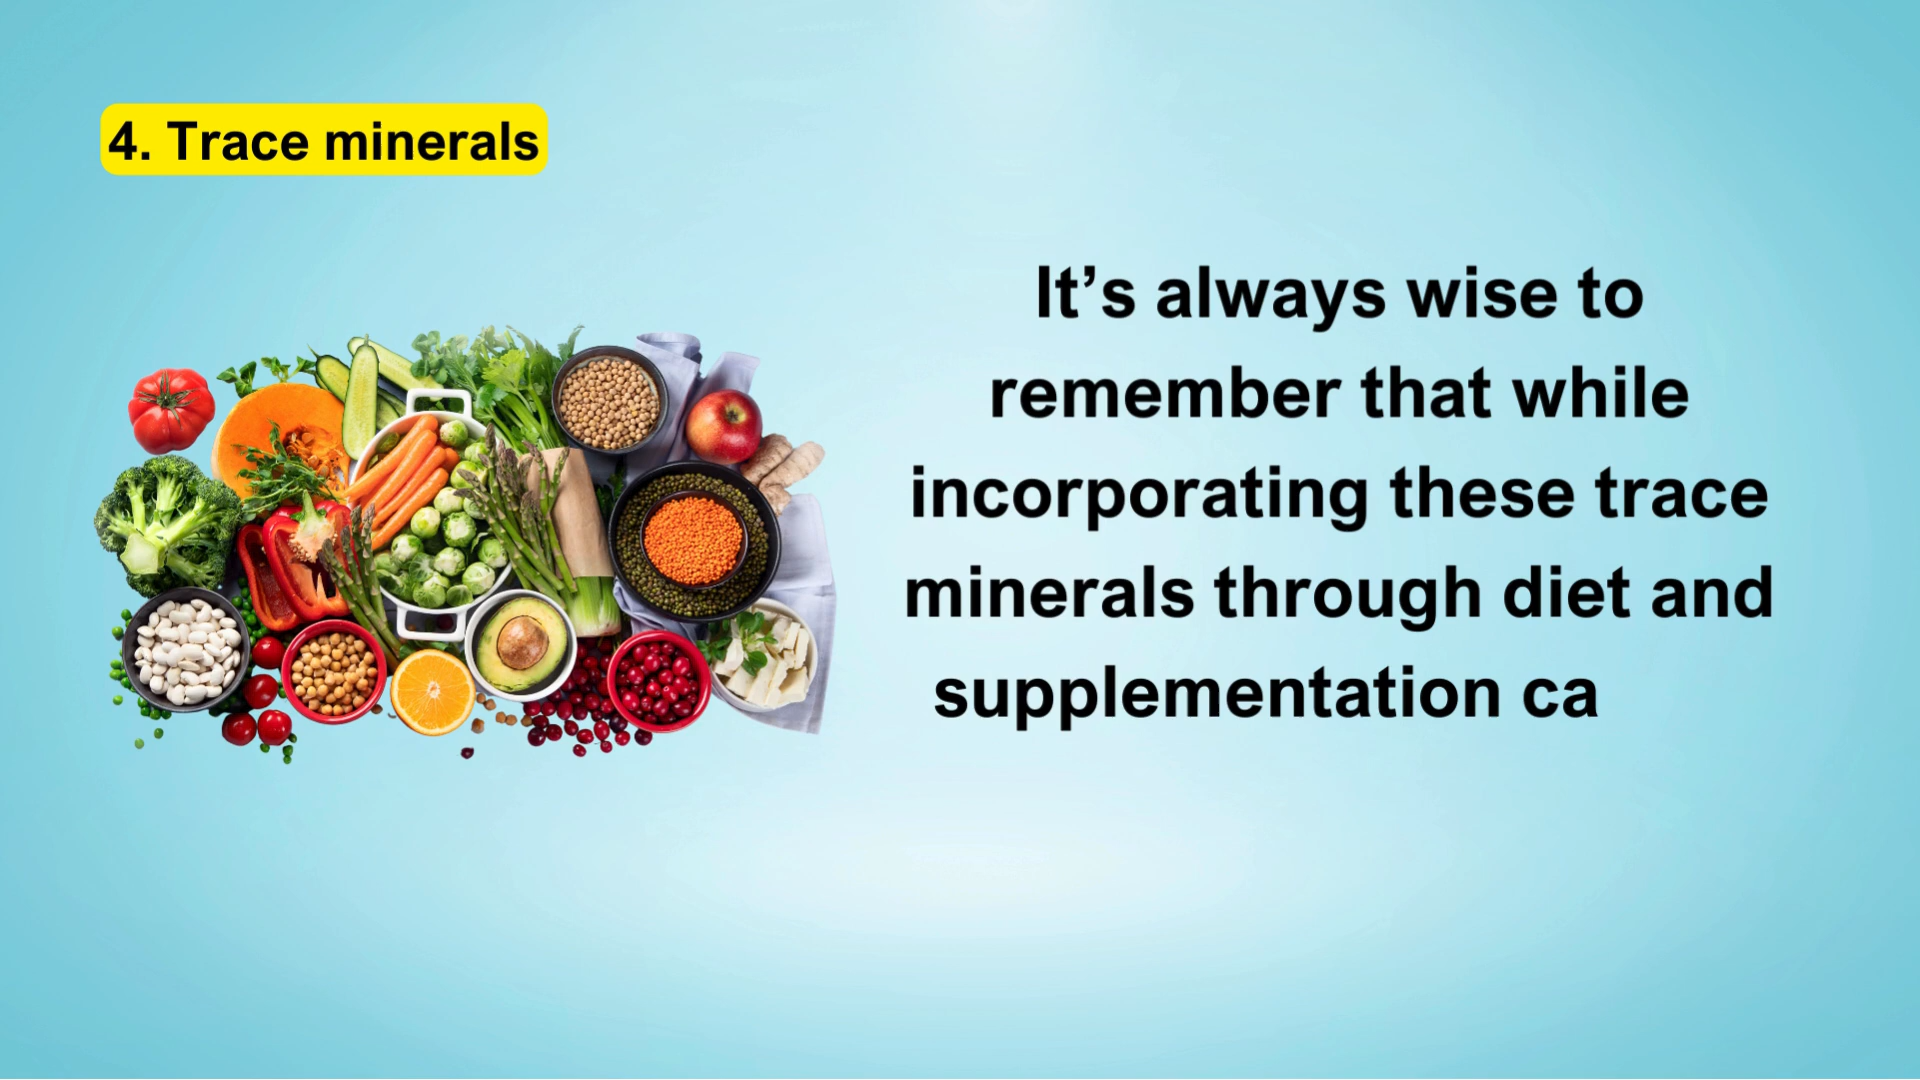 4. Trace minerals
It’s always wise to
remember that while
incorporating these trace
minerals through diet and
supplementation ca